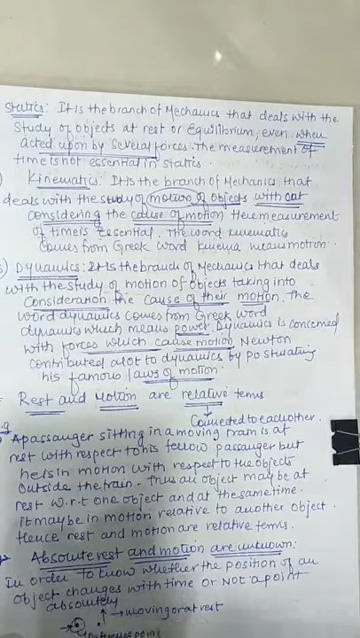 Statics: It is the branch of Mechanics that deals with the
study of objects at rest or Equilibrium, even when
acted upon by several forces. the measurement of
time is not essential in statics.
Kinematics: It is the branch of Mechanics that
deals with the study of motion of objects with out
considering the cause of motion Here measurement
of time is Essential. The word kinematic
comes from Greek word kinema means motion.
Dynamics: It is the branch of Mechanics that deals
with the study of motion of objects taking into
Consideration the Cause of their motion. The
word dynamics comes from Greek word
dynamis which means power. Dynamics is concerned
with forces which cause motion Newton
contributed a lot to dynamics by postulating
his famous laws of motion.
Rest and Motion are relative terms
Connected to each other.
A passanger sitting in a moving train is at
rest with respect to his fellow passanger but
he is in motion with respect to the objects
outside the train. Thus an object may be at
rest w.r.t one object and at the same time.
it may be in motion relative to another object.
Hence rest and motion are relative terms.
Absolute rest and motion are unknown:
In order to know whether the position of an
object changes with time or Not a point
absolutely
→ moving or at rest
Reference point